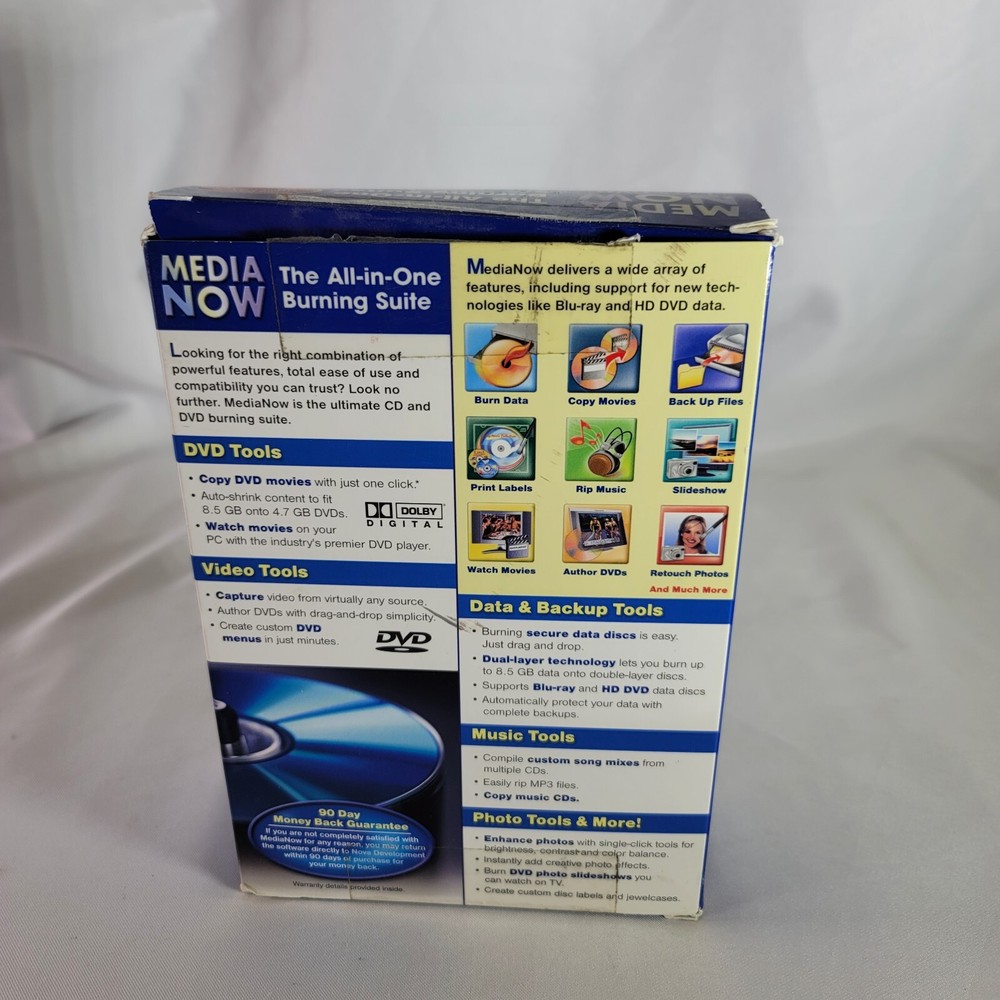 MEDIA
NOW
The All-in-One
Burning Suite
Looking for the right combination of
powerful features, total ease of use and
compatibility you can trust? Look no
further. MediaNow is the ultimate CD and
DVD burning suite.
DVD Tools
• Copy DVD movies with just one click.*
• Auto-shrink content to fit
8.5 GB onto 4.7 GB DVDs.
• Watch movies on your
PC with the industry's premier DVD player.
DOLBY
DIGITAL
Video Tools
• Capture video from virtually any source.
• Author DVDs with drag-and-drop simplicity.
• Create custom DVD
menus in just minutes.
DVD
90 Day
Money Back Guarantee
If you are not completely satisfied with
MediaNow for any reason, you may return
the software directly to Nova Development
within 90 days of purchase for
your money back.
Warranty details provided inside.
MediaNow delivers a wide array of
features, including support for new tech-
nologies like Blu-ray and HD DVD data.
Burn Data
Copy Movies
Back Up Files
Print Labels
Rip Music
Slideshow
Watch Movies
Author DVDs
Retouch Photos
And Much More
Data & Backup Tools
• Burning secure data discs is easy.
Just drag and drop.
• Dual-layer technology lets you burn up
to 8.5 GB data onto double-layer discs.
• Supports Blu-ray and HD DVD data discs
• Automatically protect your data with
complete backups.
Music Tools
• Compile custom song mixes from
multiple CDs.
• Easily rip MP3 files.
• Copy music CDs.
Photo Tools & More!
• Enhance photos with single-click tools for
brightness, contrast and color balance.
• Instantly add creative photo effects.
• Burn DVD photo slideshows you
can watch on TV.
• Create custom disc labels and jewelcases.